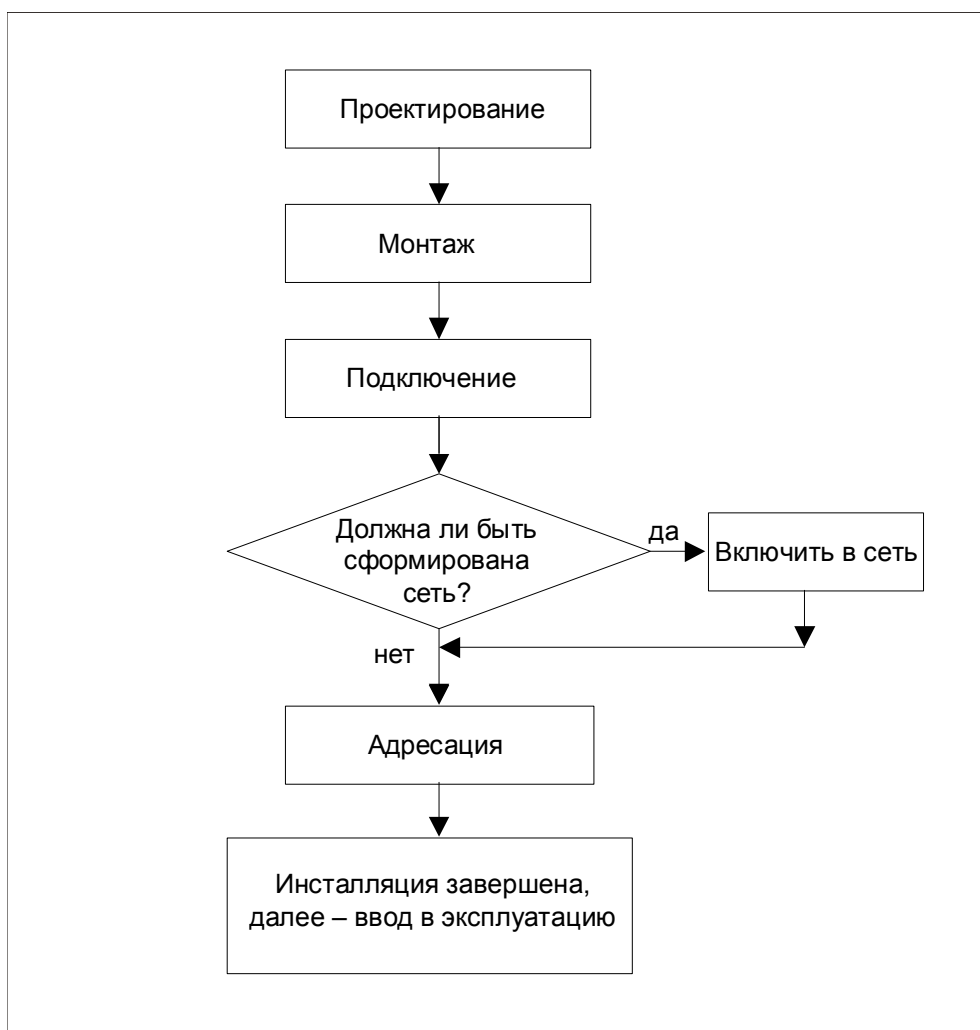 Проектирование
Монтаж
Подключение
Должна ли быть
сформирована
сеть?
да
Включить в сеть
нет
Адресация
Инсталляция завершена,
далее – ввод в эксплуатацию